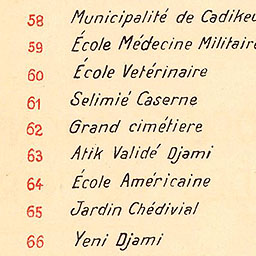 58 Municipalité de Cadikeu
59 École Médecine Militaire
60 École Vetérinaire
61 Selimié Caserne
62 Grand cimétiere
63 Atik Validé Djami
64 École Américaine
65 Jardin Chédivial
66 Yeni Djami